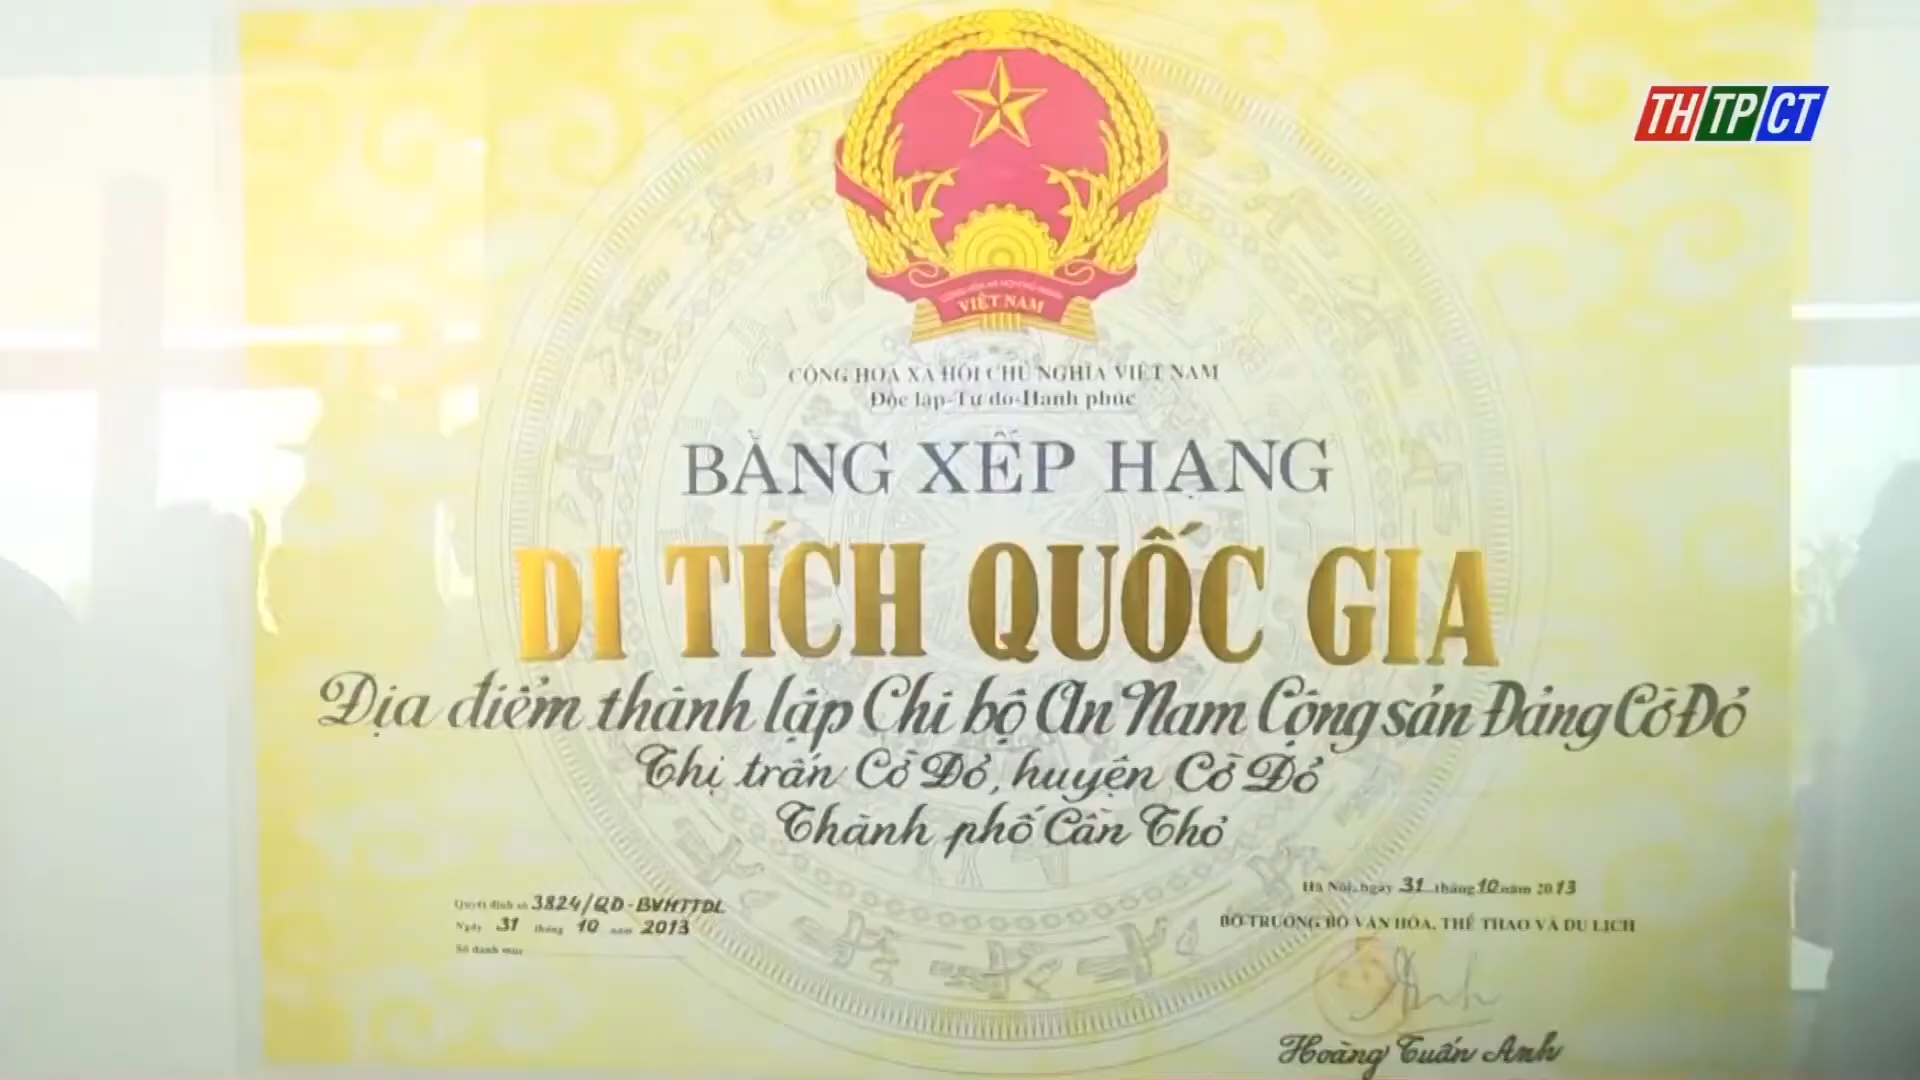 THTPCT
VIỆT NAM
CỘNG HÒA XÃ HỘI CHỦ NGHĨA VIỆT NAM
Độc lập-Tự do-Hạnh phúc
BẰNG XẾP HẠNG
DI TÍCH QUỐC GIA
Địa điểm thành lập Chi bộ An Nam Cộng sản Đảng Cờ Đỏ
Thị trấn Cờ Đỏ, huyện Cờ Đỏ
Thành phố Cần Thơ
Quyết định số 3824/QD-BVHTTDL
Ngày 31 tháng 10 năm 2013
Số danh mục
Hà Nội, ngày 31 tháng 10 năm 2013
BỘ TRƯỞNG BỘ VĂN HÓA, THỂ THAO VÀ DU LỊCH
Hoàng Tuấn Anh